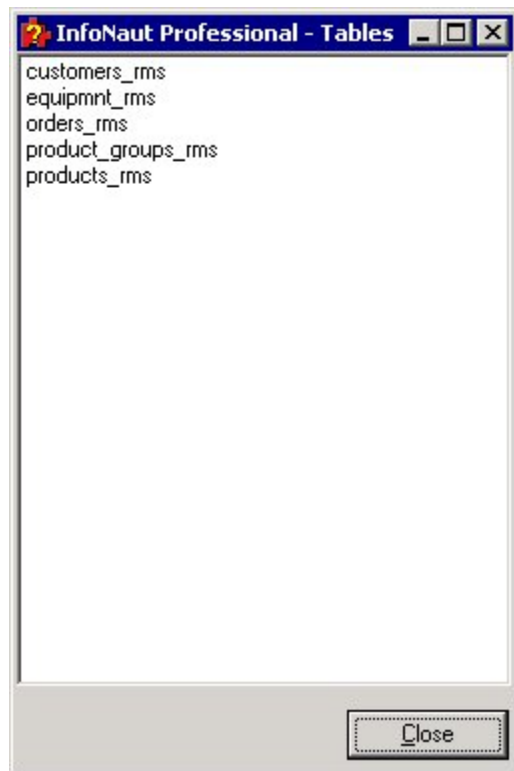 InfoNaut Professional - Tables
customers_rms
equipmnt_rms
orders_rms
product_groups_rms
products_rms
Close